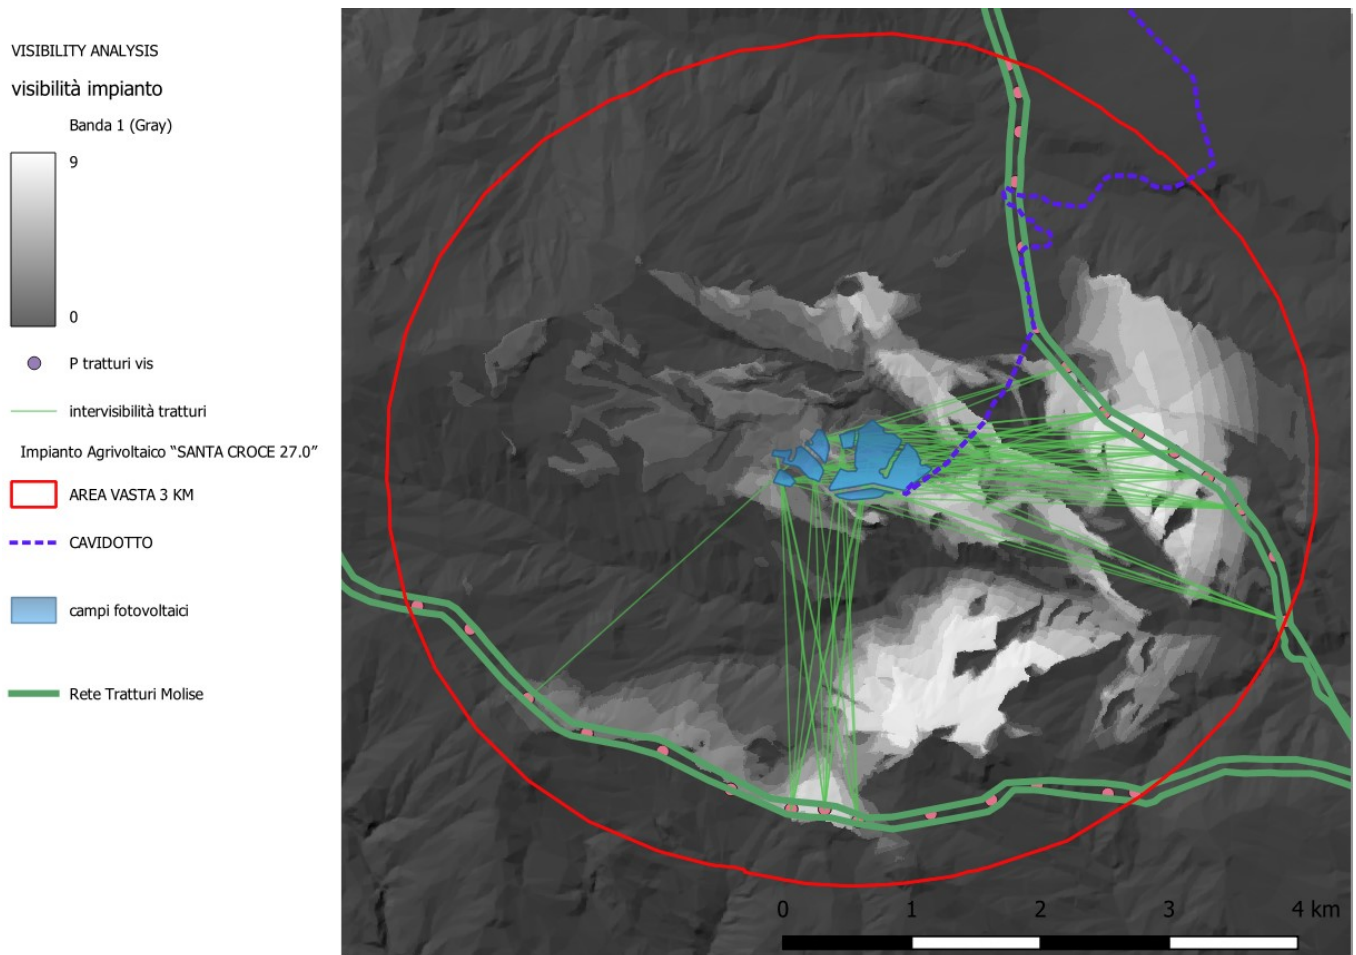 VISIBILITY ANALYSIS
visibilità impianto
Banda 1 (Gray)
9
0
P tratturi vis
intervisibilità tratturi
Impianto Agrivoltaico “SANTA CROCE 27.0”
AREA VASTA 3 KM
CAVIDOTTO
campi fotovoltaici
Rete Tratturi Molise
0 1 2 3 4 km